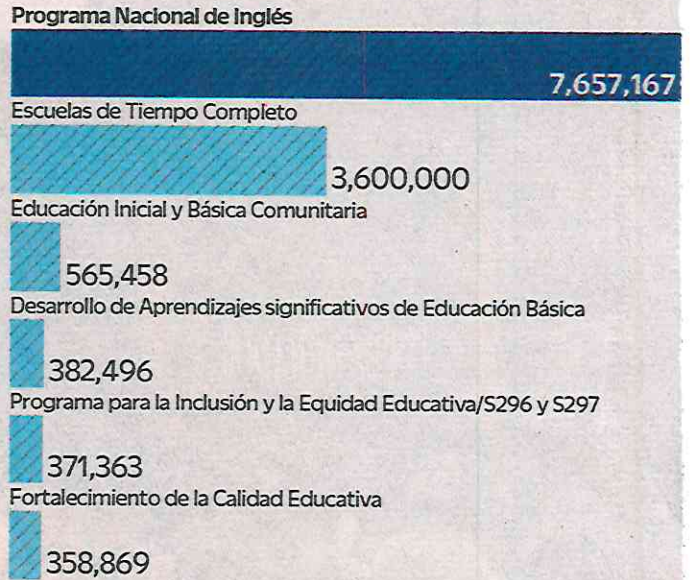 Programa Nacional de Inglés
7,657,167
Escuelas de Tiempo Completo
3,600,000
Educación Inicial y Básica Comunitaria
565,458
Desarrollo de Aprendizajes significativos de Educación Básica
382,496
Programa para la Inclusión y la Equidad Educativa/S296 y S297
371,363
Fortalecimiento de la Calidad Educativa
358,869